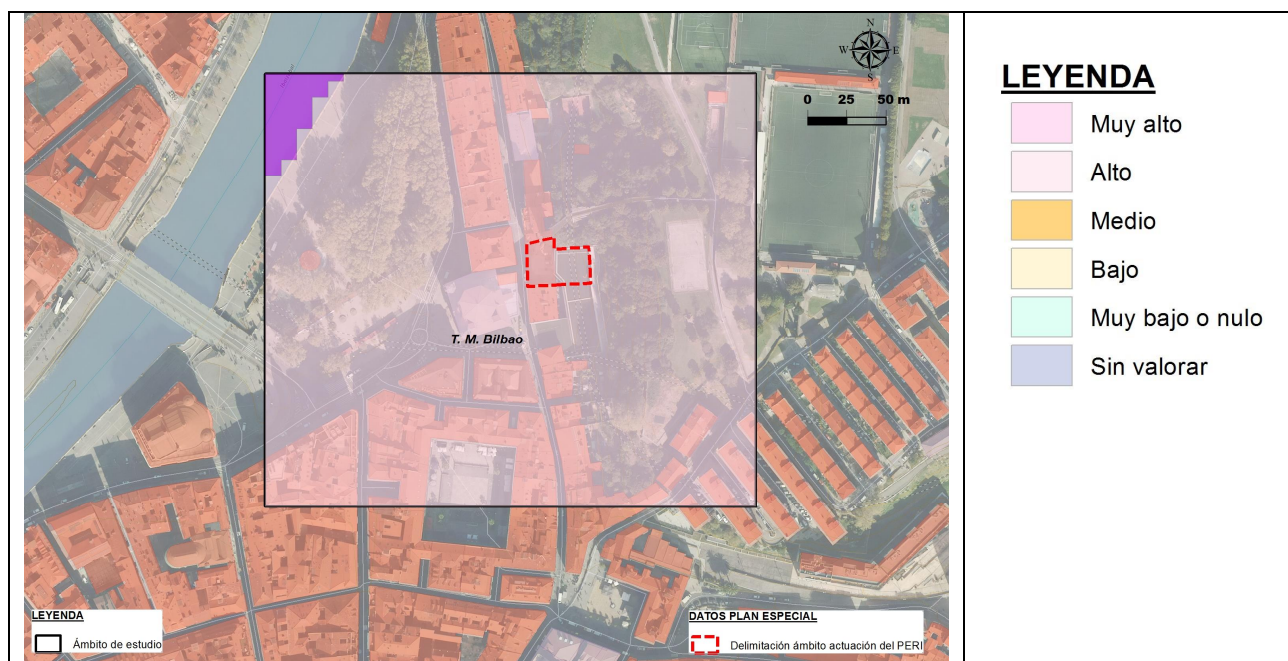 N
W E
S
0 25 50 m
T. M. Bilbao
LEYENDA
Ámbito de estudio
DATOS PLAN ESPECIAL
Delimitación ámbito actuación del PERI
LEYENDA
Muy alto
Alto
Medio
Bajo
Muy bajo o nulo
Sin valorar